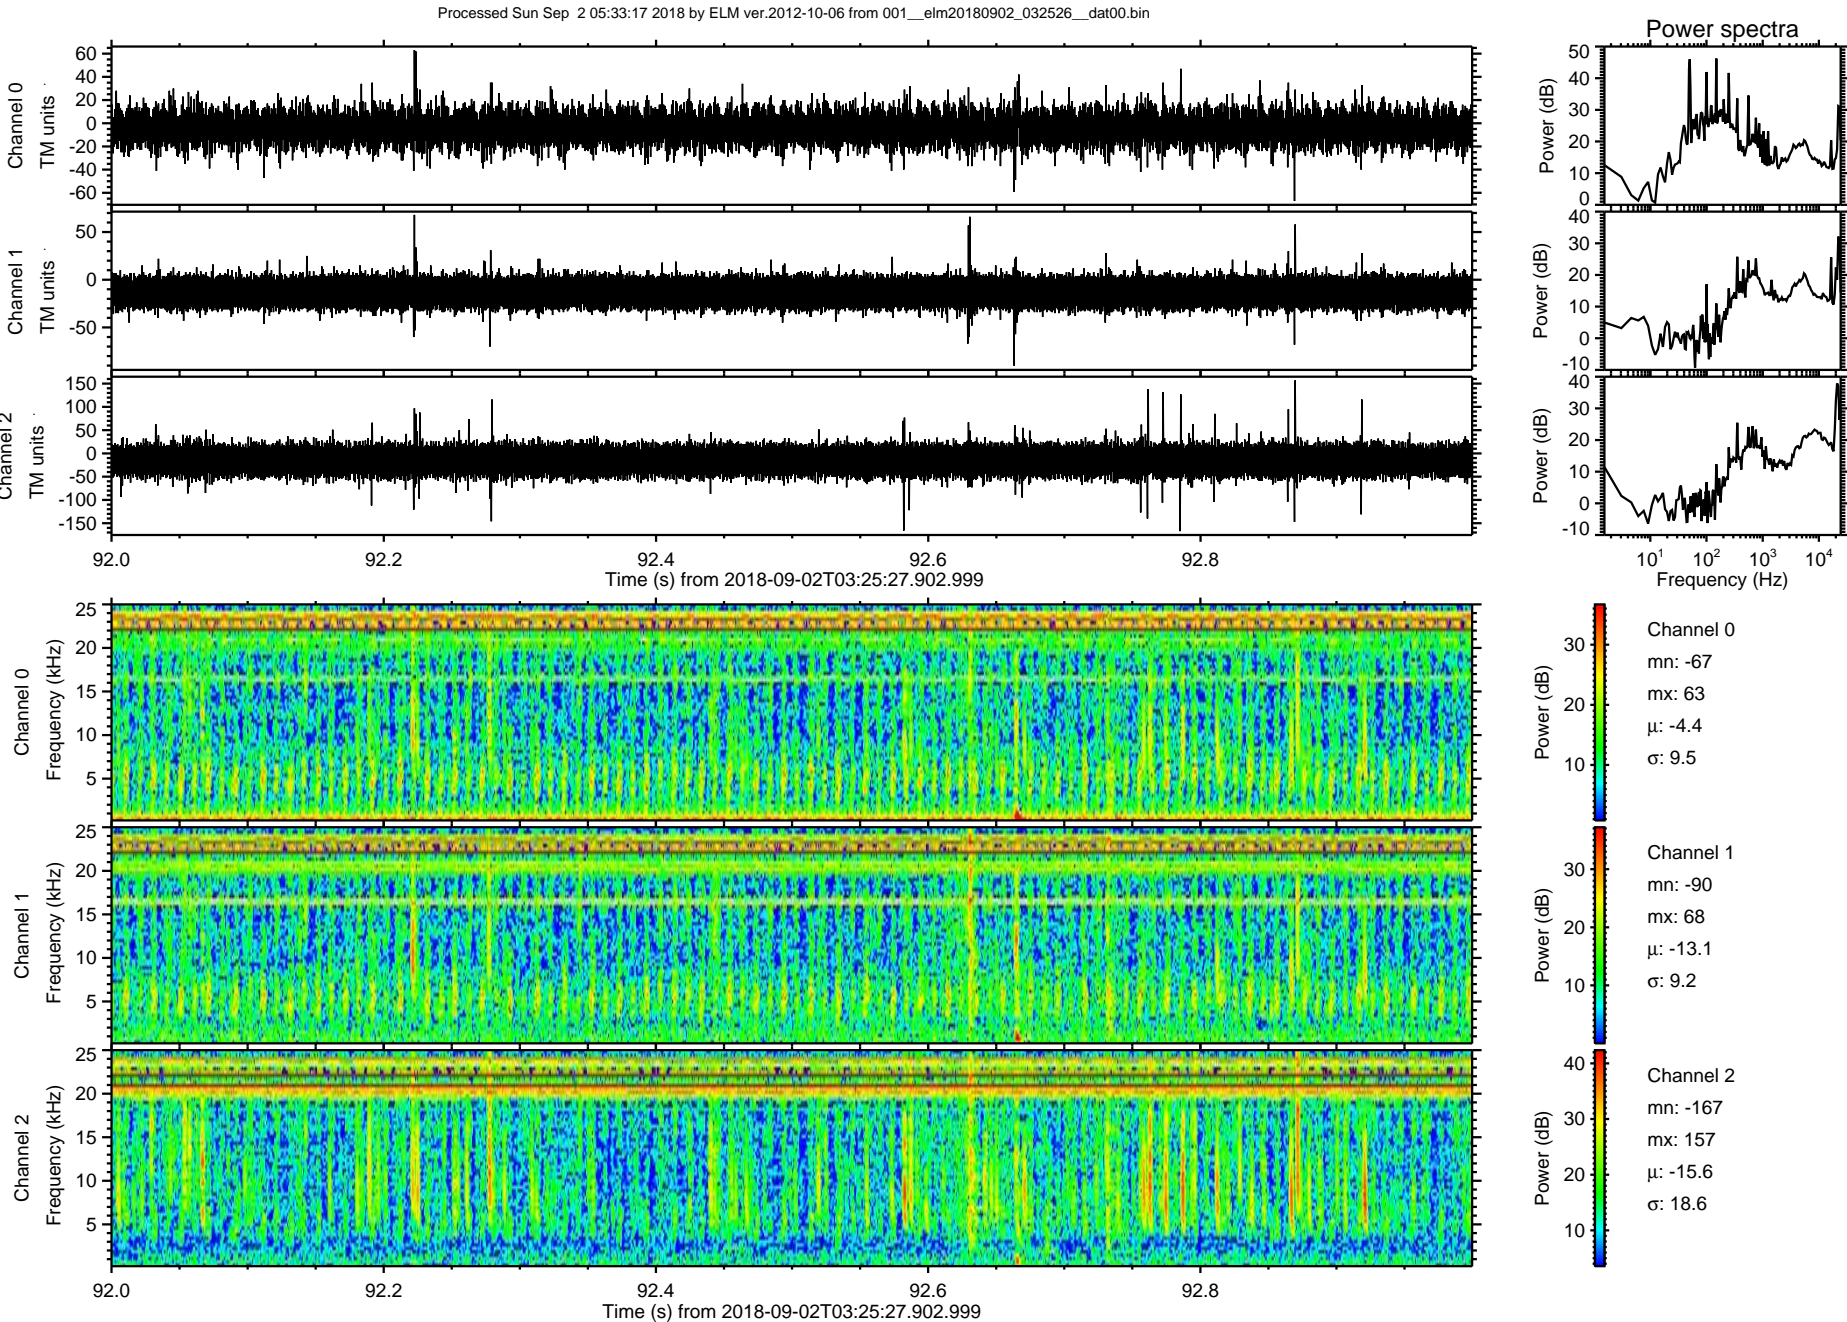 Processed Sun Sep  2 05:33:17 2018 by ELM ver.2012-10-06 from 001__elm20180902_032526__dat00.bin
Power spectra
Channel 0
TM units
60
40
20
0
-20
-40
-60
Power (dB)
50
40
30
20
10
0
Channel 1
TM units
50
0
-50
Power (dB)
40
30
20
10
0
-10
Channel 2
TM units
150
100
50
0
-50
-100
-150
Power (dB)
40
30
20
10
0
-10
92.0 92.2 92.4 92.6 92.8
Time (s) from 2018-09-02T03:25:27.902.999
10^1 10^2 10^3 10^4
Frequency (Hz)
Channel 0
Frequency (kHz)
25
20
15
10
5
Power (dB)
30
20
10
Channel 0
mn: -67
mx: 63
μ: -4.4
σ: 9.5
Channel 1
Frequency (kHz)
25
20
15
10
5
Power (dB)
30
20
10
Channel 1
mn: -90
mx: 68
μ: -13.1
σ: 9.2
Channel 2
Frequency (kHz)
25
20
15
10
5
Power (dB)
40
30
20
10
Channel 2
mn: -167
mx: 157
μ: -15.6
σ: 18.6
92.0 92.2 92.4 92.6 92.8
Time (s) from 2018-09-02T03:25:27.902.999